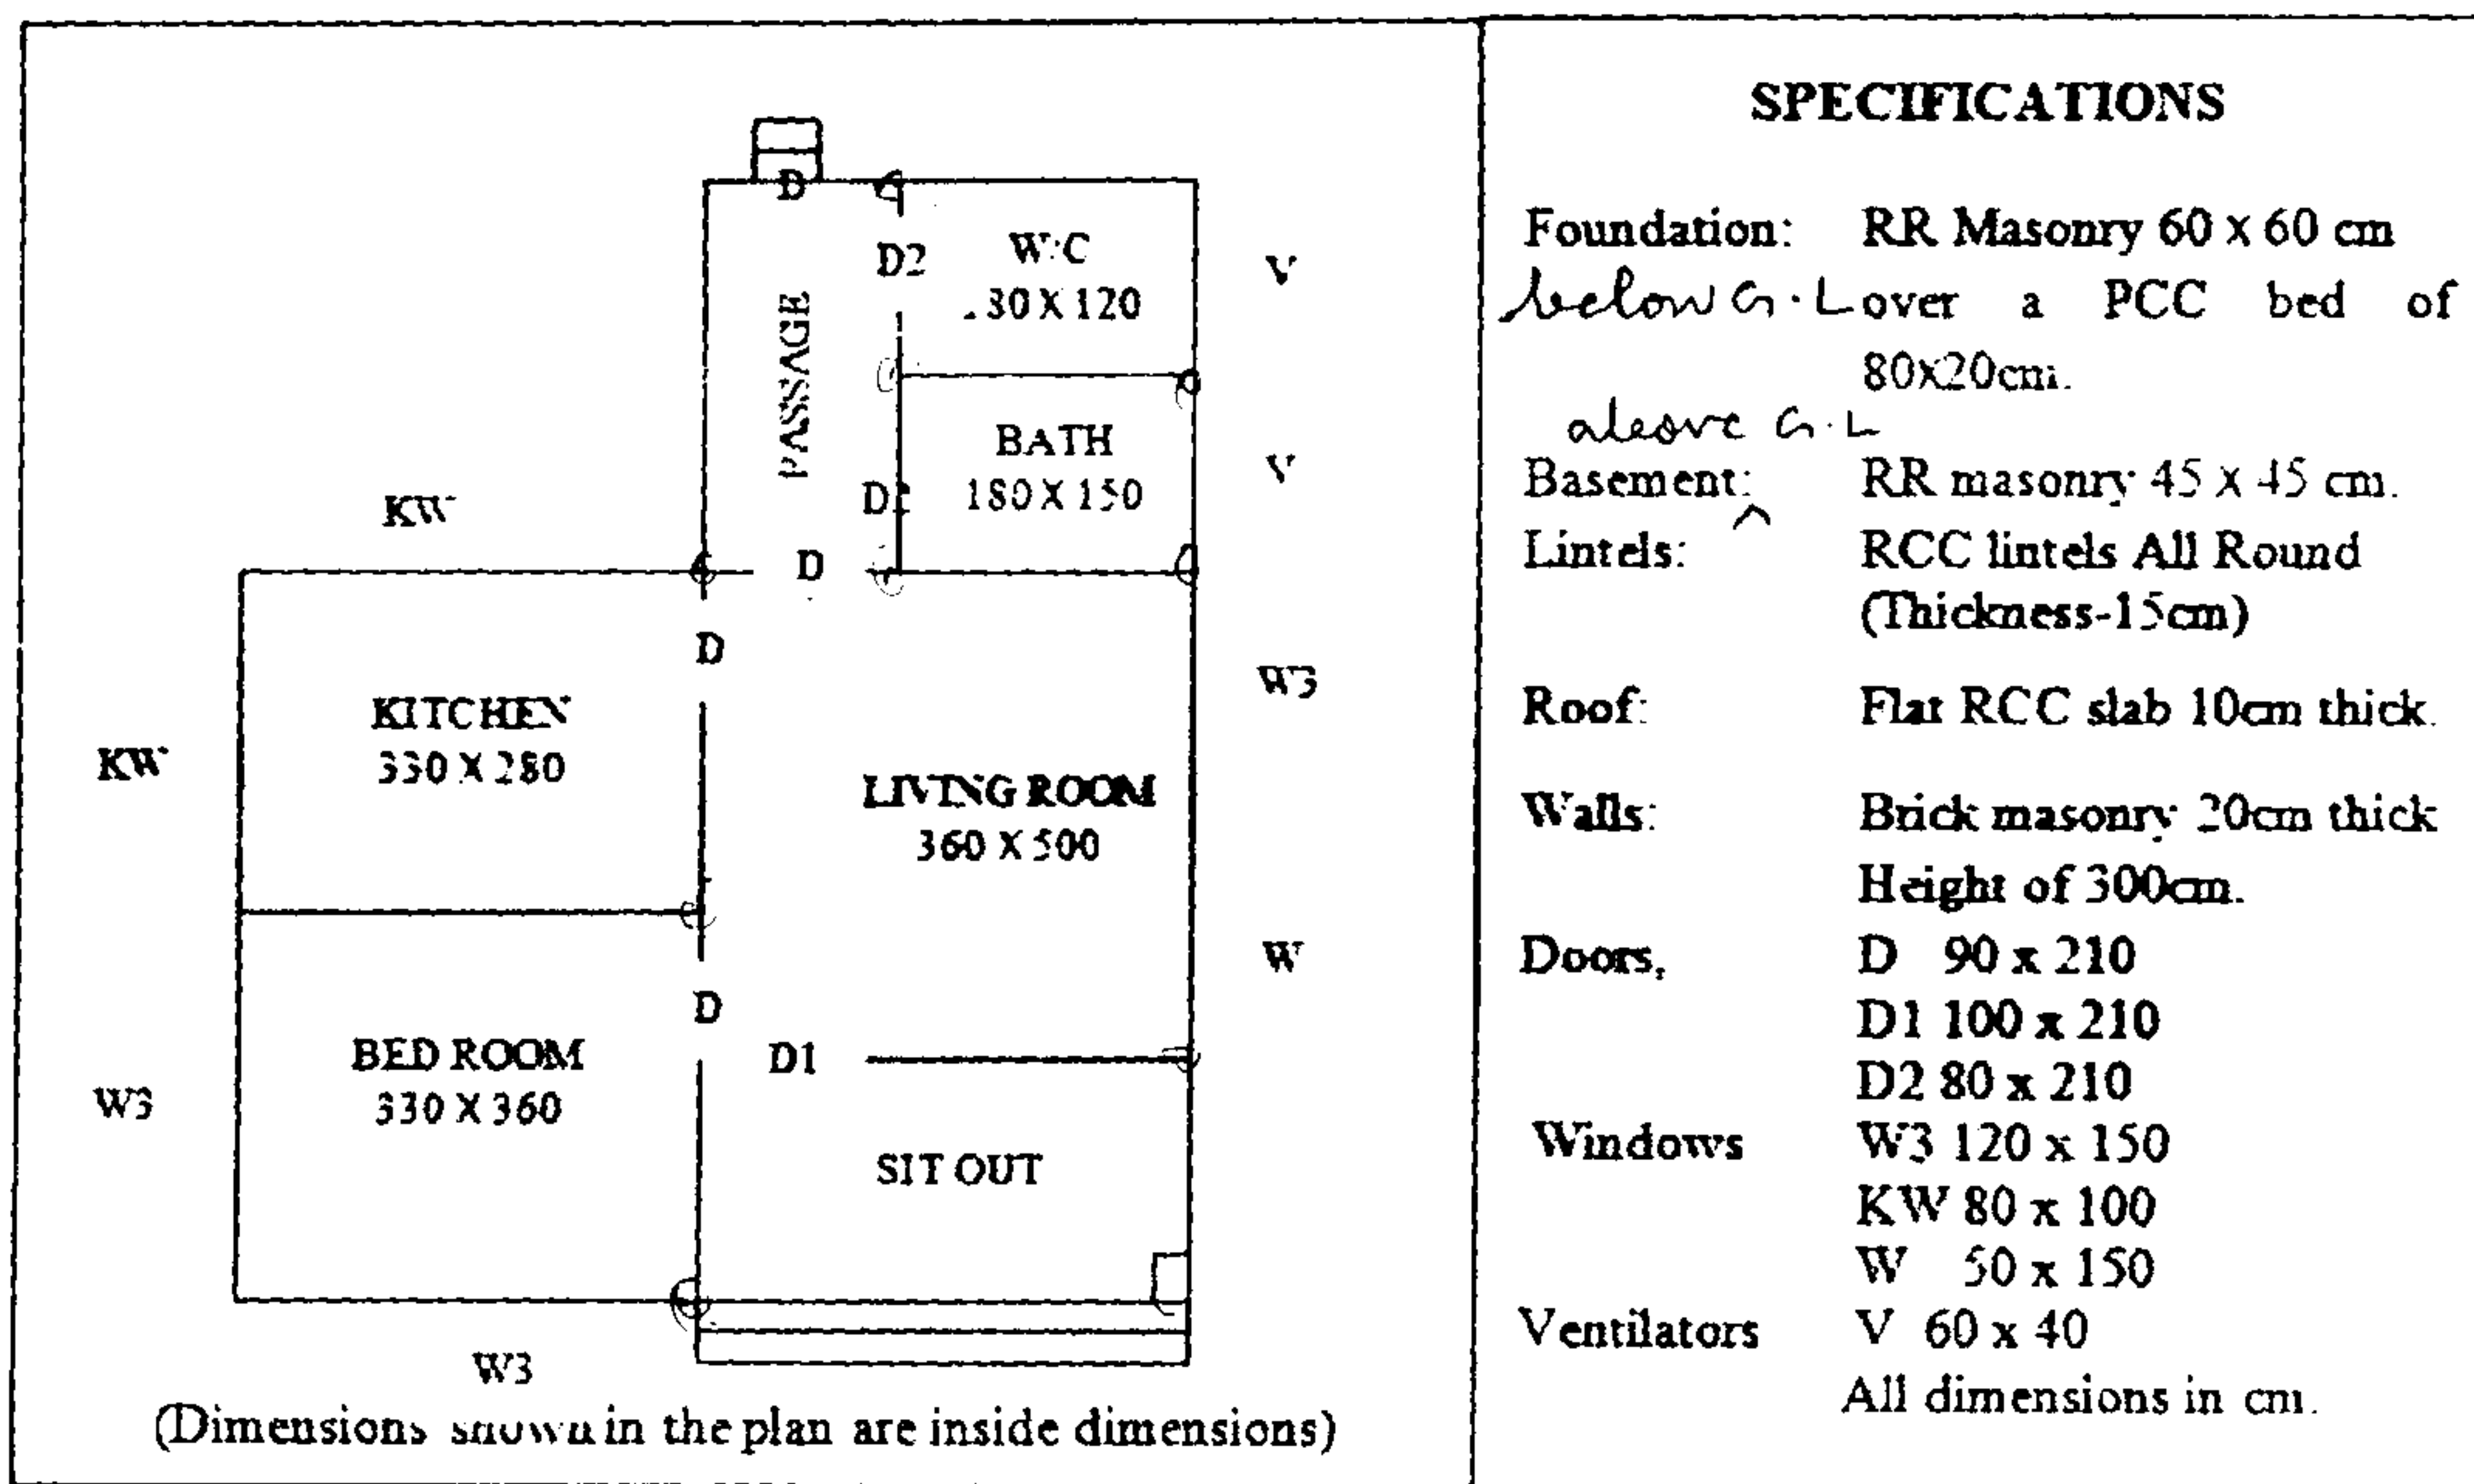 D
D2
W.C
.80 X 120
V
PASSAGE
BATH
180 X 150
V
D
KW
D
D
KITCHEN
330 X 280
KW
W3
LIVING ROOM
360 X 500
W
D
BED ROOM
330 X 360
W3
D1
SIT OUT
W3
(Dimensions shown in the plan are inside dimensions)
SPECIFICATIONS
Foundation: RR Masonry 60 x 60 cm
below G.L over a PCC bed of
80x20cm.
above G.L
Basement: RR masonry 45 x 45 cm.
Lintels: RCC lintels All Round
(Thickness-15cm)
Roof: Flat RCC slab 10cm thick.
Walls: Brick masonry 20cm thick
Height of 300cm.
Doors, D 90 x 210
D1 100 x 210
D2 80 x 210
Windows W3 120 x 150
KW 80 x 100
W 50 x 150
Ventilators V 60 x 40
All dimensions in cm.